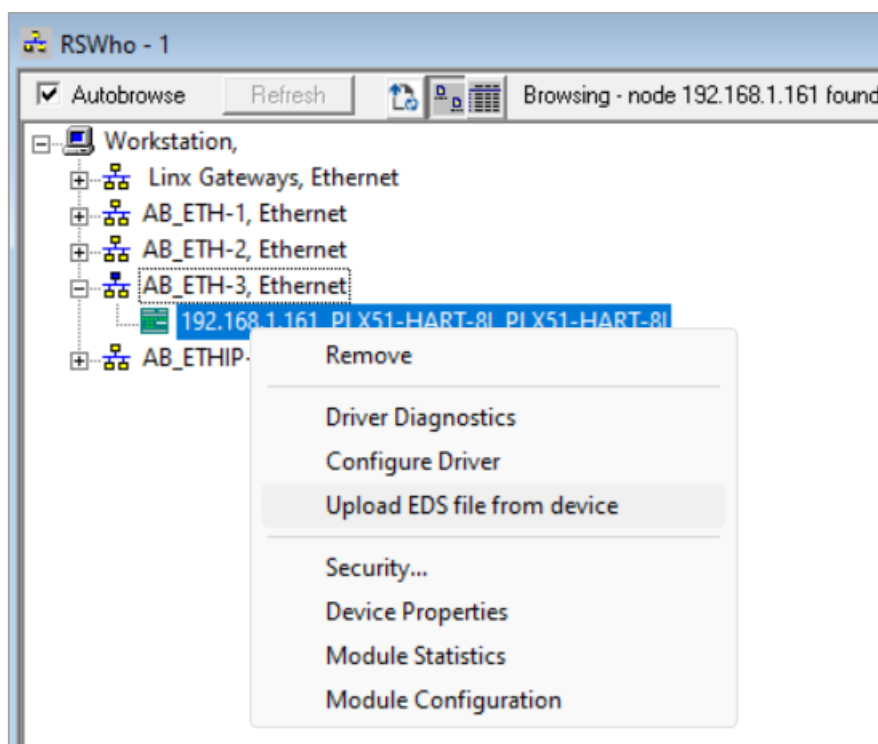 RSWho - 1
Autobrowse Refresh Browsing - node 192.168.1.161 found
Workstation,
Linx Gateways, Ethernet
AB_ETH-1, Ethernet
AB_ETH-2, Ethernet
AB_ETH-3, Ethernet
192.168.1.161, PLX51-HART-8I, PLX51-HART-8I
AB_ETHIP-
Remove
Driver Diagnostics
Configure Driver
Upload EDS file from device
Security...
Device Properties
Module Statistics
Module Configuration